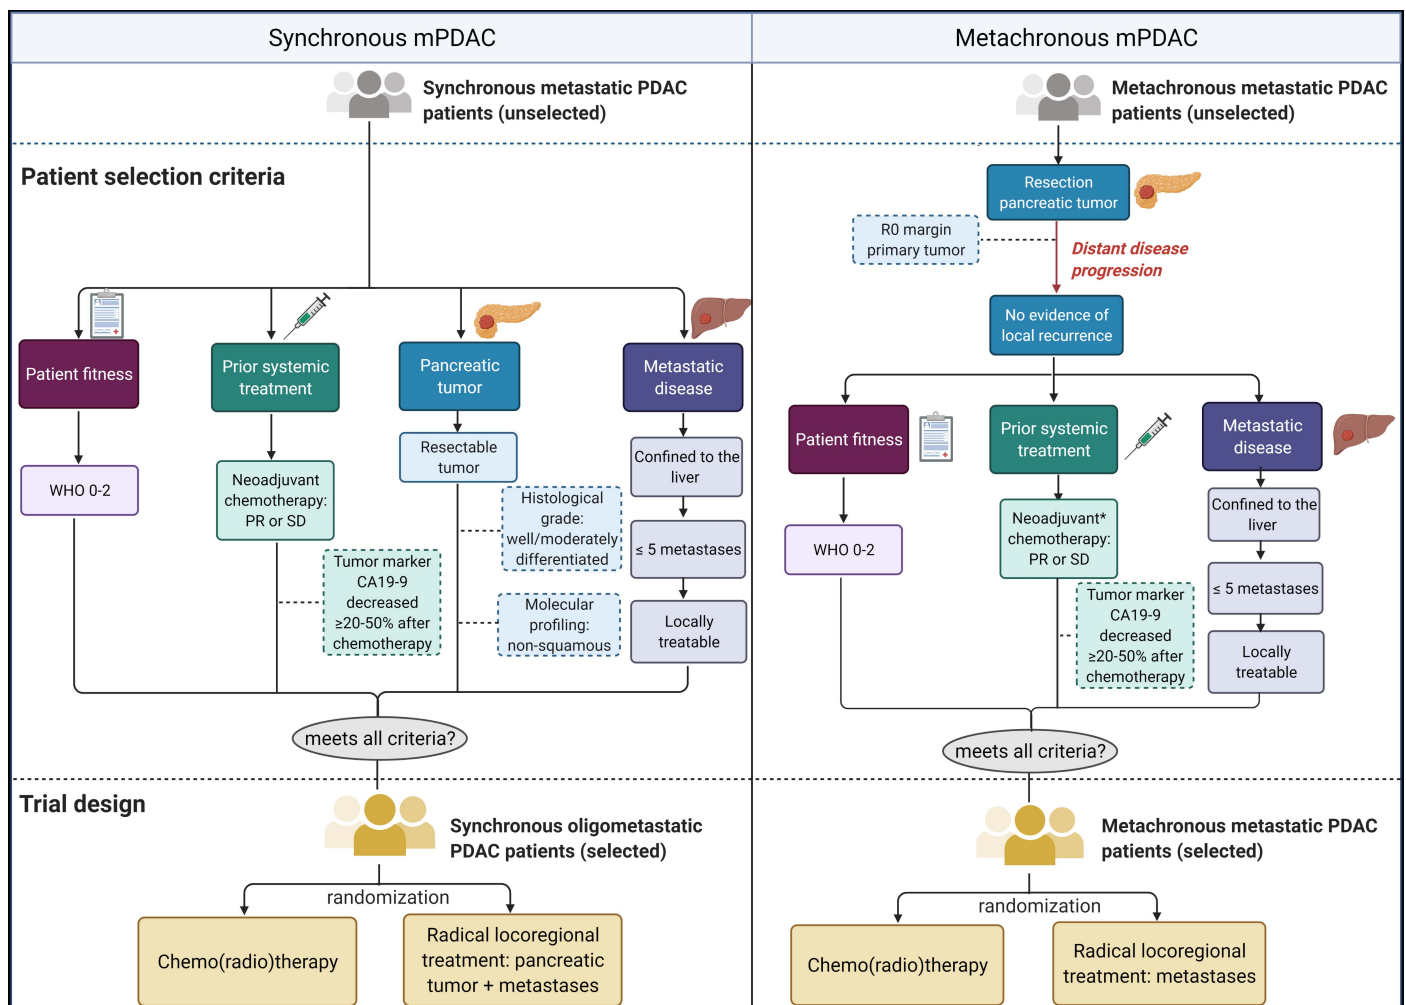 Synchronous mPDAC
Synchronous metastatic PDAC
patients (unselected)
Patient selection criteria
Patient fitness
WHO 0-2
Prior systemic
treatment
Neoadjuvant
chemotherapy:
PR or SD
Tumor marker
CA19-9
decreased
≥20-50% after
chemotherapy
Pancreatic
tumor
Resectable
tumor
Histological
grade:
well/moderately
differentiated
Molecular
profiling:
non-squamous
Metastatic
disease
Confined to the
liver
≤ 5 metastases
Locally
treatable
meets all criteria?
Trial design
Synchronous oligometastatic
PDAC patients (selected)
randomization
Chemo(radio)therapy
Radical locoregional
treatment: pancreatic
tumor + metastases
Metachronous mPDAC
Metachronous metastatic PDAC
patients (unselected)
Resection
pancreatic tumor
R0 margin
primary tumor
Distant disease
progression
No evidence of
local recurrence
Patient fitness
WHO 0-2
Prior systemic
treatment
Neoadjuvant*
chemotherapy:
PR or SD
Tumor marker
CA19-9
decreased
≥20-50% after
chemotherapy
Metastatic
disease
Confined to the
liver
≤ 5 metastases
Locally
treatable
meets all criteria?
Metachronous metastatic PDAC
patients (selected)
randomization
Chemo(radio)therapy
Radical locoregional
treatment: metastases